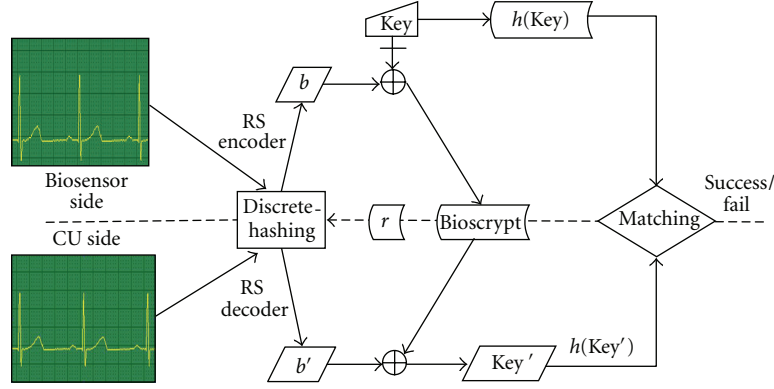 Key
h(Key)
b
RS
encoder
Biosensor
side
Discrete-
hashing
r
Bioscrypt
Matching
Success/
fail
CU side
RS
decoder
b′
Key′
h(Key′)